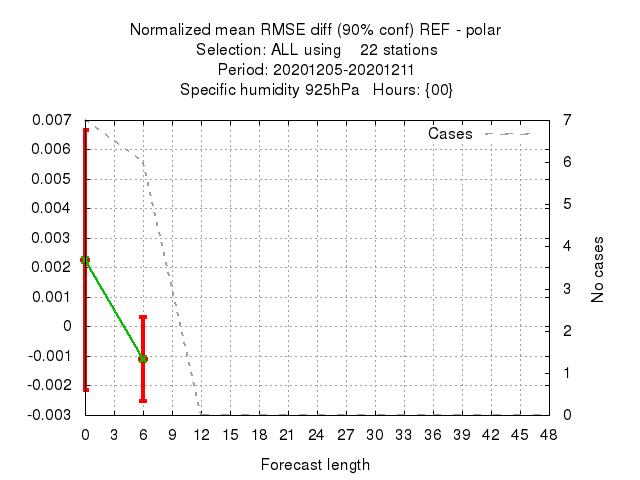 Normalized mean RMSE diff (90% conf) REF - polar
Selection: ALL using 22 stations
Period: 20201205-20201211
Specific humidity 925hPa Hours: {00}
Cases
0.007
0.006
0.005
0.004
0.003
0.002
0.001
0
-0.001
-0.002
-0.003
7
6
5
4
3
2
1
0
No cases
0 3 6 9 12 15 18 21 24 27 30 33 36 39 42 45 48
Forecast length